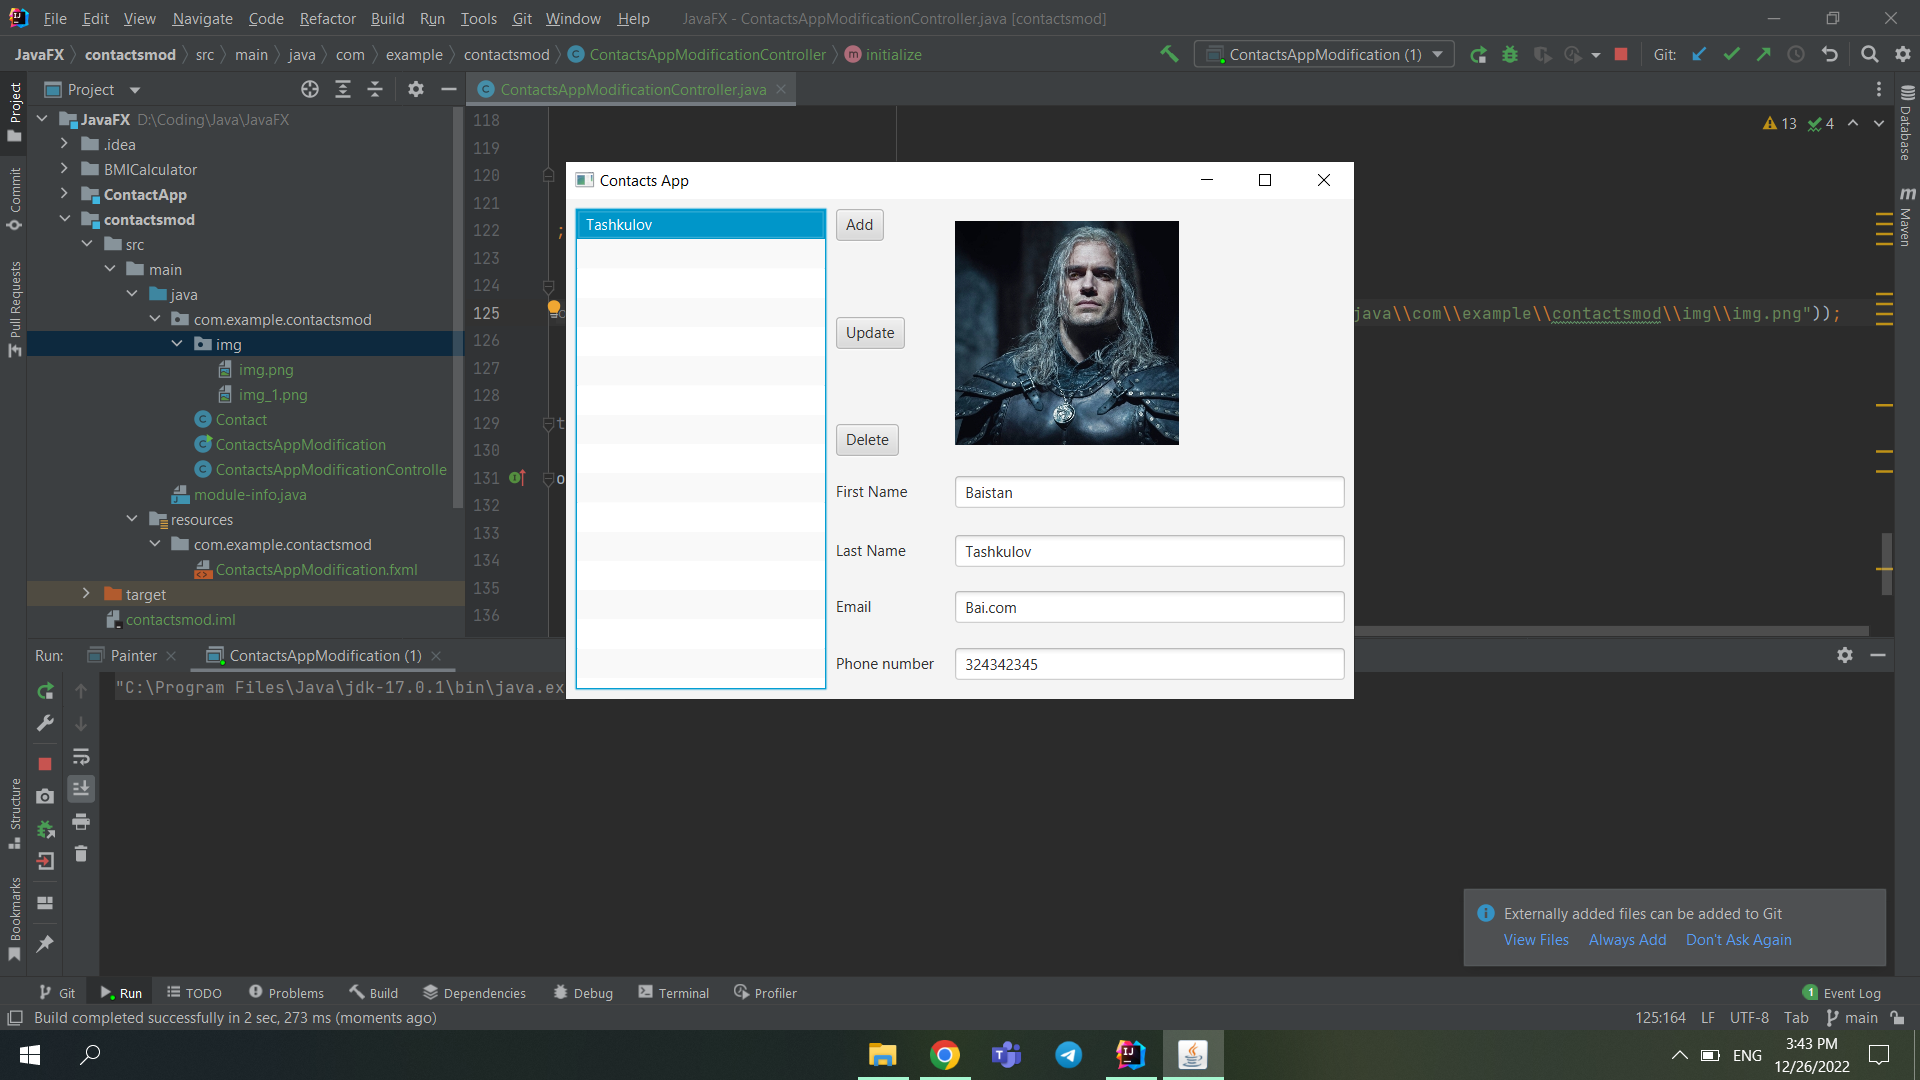 File Edit View Navigate Code Refactor Build Run Tools Git Window Help JavaFX - ContactsAppModificationController.java [contactsmod]
JavaFX contactsmod src main java com example contactsmod ContactsAppModificationController initialize ContactsAppModification (1) Git:
Project ContactsAppModificationController.java
JavaFX D:\Coding\Java\JavaFX
.idea
BMICalculator
ContactApp
contactsmod
src
main
java
com.example.contactsmod
img
img.png
img_1.png
Contact
ContactsAppModification
ContactsAppModificationControlle
module-info.java
resources
com.example.contactsmod
ContactsAppModification.fxml
target
contactsmod.iml
Project
Commit
Pull Requests
Structure
Bookmarks
118
119
120
121
122 ;
123
124
125 java\\com\\example\\contactsmod\\img\\img.png"));
126
127
128
129 t
130
131 o
132
133
134
135
136
13 4
Database
Maven
Contacts App
Tashkulov
Add
Update
Delete
First Name Baistan
Last Name Tashkulov
Email Bai.com
Phone number 324342345
Run: Painter ContactsAppModification (1)
"C:\Program Files\Java\jdk-17.0.1\bin\java.ex
Externally added files can be added to Git
View Files Always Add Don't Ask Again
Git Run TODO Problems Build Dependencies Debug Terminal Profiler 1 Event Log
Build completed successfully in 2 sec, 273 ms (moments ago) 125:164 LF UTF-8 Tab main
ENG
3:43 PM
12/26/2022